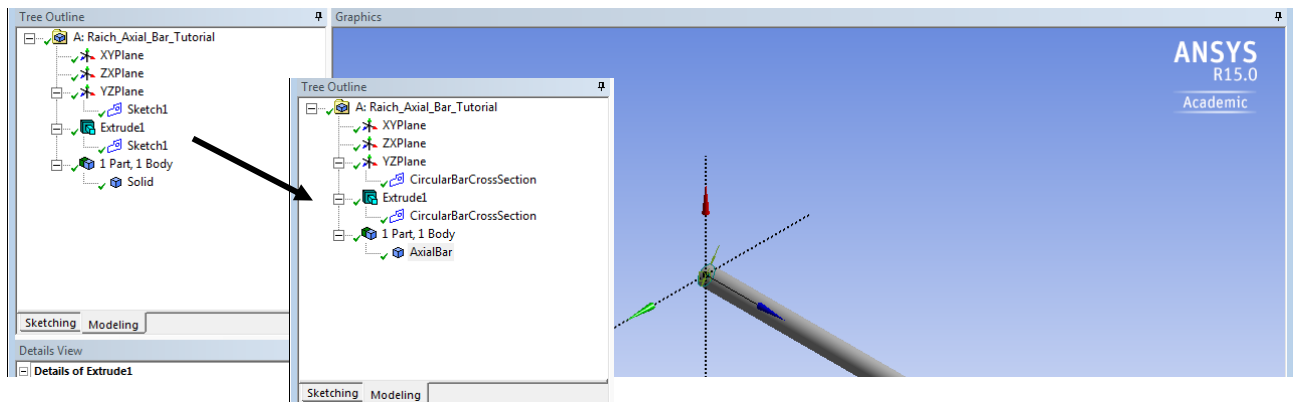 Tree Outline
A: Raich_Axial_Bar_Tutorial
XYPlane
ZXPlane
YZPlane
Sketch1
Extrude1
Sketch1
1 Part, 1 Body
Solid
Sketching Modeling
Details View
Details of Extrude1
Tree Outline
A: Raich_Axial_Bar_Tutorial
XYPlane
ZXPlane
YZPlane
CircularBarCrossSection
Extrude1
CircularBarCrossSection
1 Part, 1 Body
AxialBar
Sketching Modeling
Graphics
ANSYS
R15.0
Academic